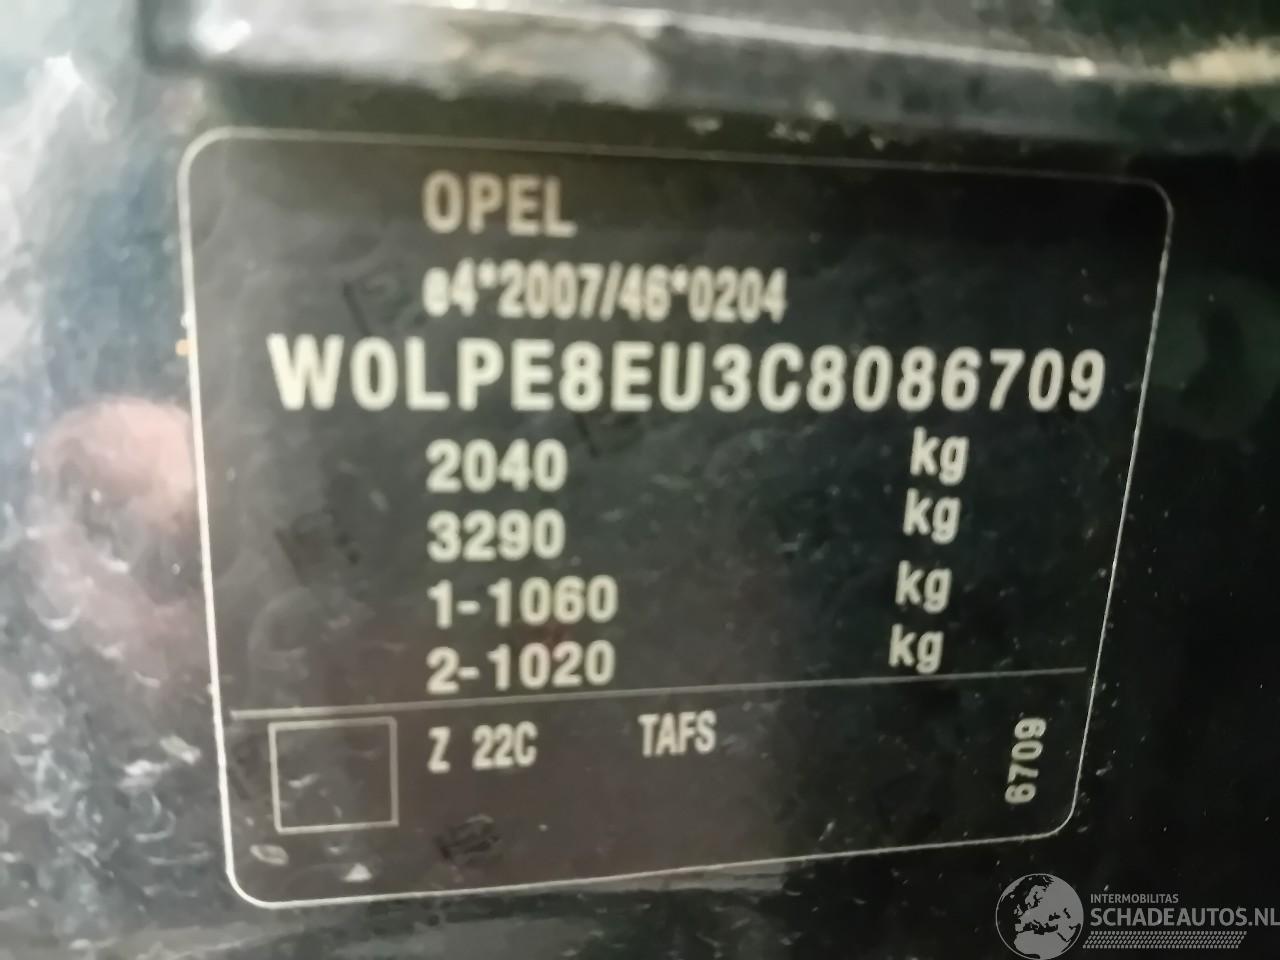 OPEL
e4*2007/46*0204
W0LPE8EU3C8086709
2040 kg
3290 kg
1-1060 kg
2-1020 kg
Z 22C TAFS
6709
INTERMOBILITAS
SCHADEAUTOS.NL